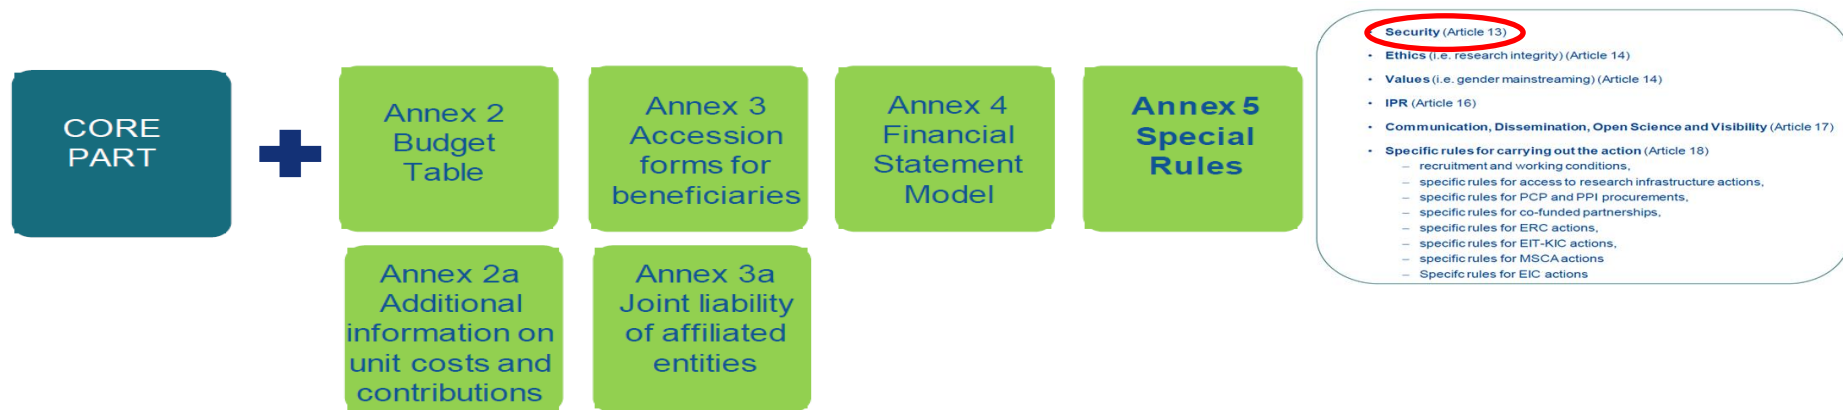 CORE
PART
Annex 2
Budget
Table
Annex 3
Accession
forms for
beneficiaries
Annex 4
Financial
Statement
Model
Annex 5
Special
Rules
Annex 2a
Additional
information on
unit costs and
contributions
Annex 3a
Joint liability
of affiliated
entities
Security (Article 13)
• Ethics (i.e. research integrity) (Article 14)
• Values (i.e. gender mainstreaming) (Article 14)
• IPR (Article 16)
• Communication, Dissemination, Open Science and Visibility (Article 17)
• Specific rules for carrying out the action (Article 18)
– recruitment and working conditions,
– specific rules for access to research infrastructure actions,
– specific rules for PCP and PPI procurements,
– specific rules for co-funded partnerships,
– specific rules for ERC actions,
– specific rules for EIT-KIC actions,
– specific rules for MSCA actions
– Specifc rules for EIC actions